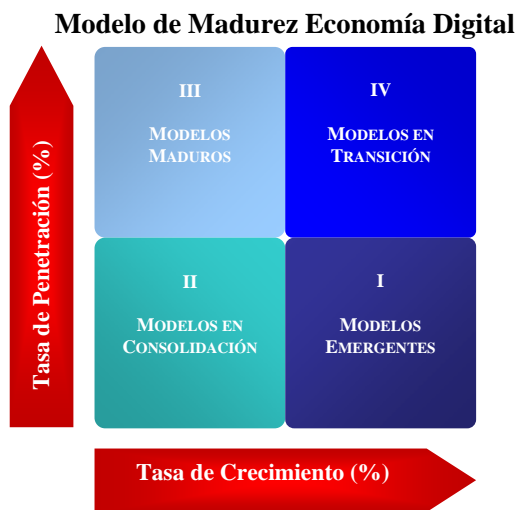 Modelo de Madurez Economía Digital
Tasa de Penetración (%)
III
MODELOS
MADUROS
IV
MODELOS EN
TRANSICIÓN
II
MODELOS EN
CONSOLIDACIÓN
I
MODELOS
EMERGENTES
Tasa de Crecimiento (%)